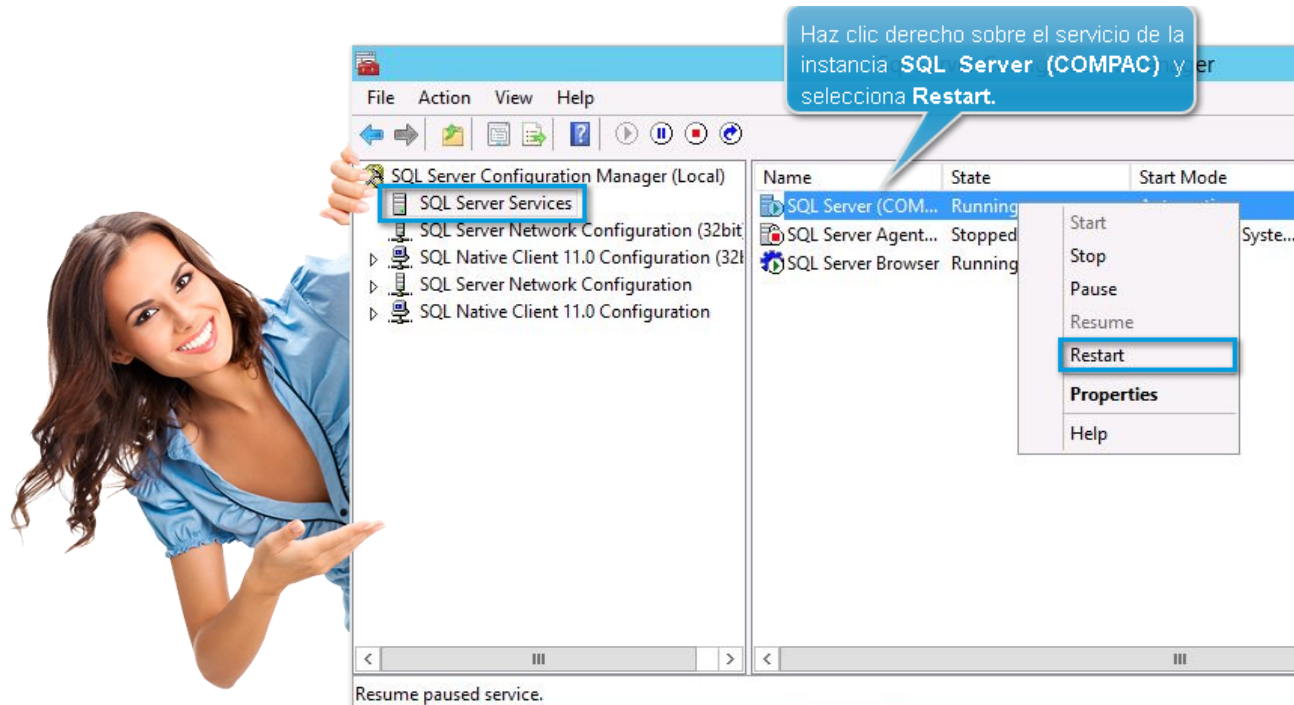 Haz clic derecho sobre el servicio de la
instancia SQL Server (COMPAC) y
selecciona Restart.
er
File Action View Help
SQL Server Configuration Manager (Local)
SQL Server Services
SQL Server Network Configuration (32bit
SQL Native Client 11.0 Configuration (32
SQL Server Network Configuration
SQL Native Client 11.0 Configuration
Name State Start Mode
SQL Server (COM... Running
SQL Server Agent... Stopped Syste...
SQL Server Browser Running
Start
Stop
Pause
Resume
Restart
Properties
Help
Resume paused service.